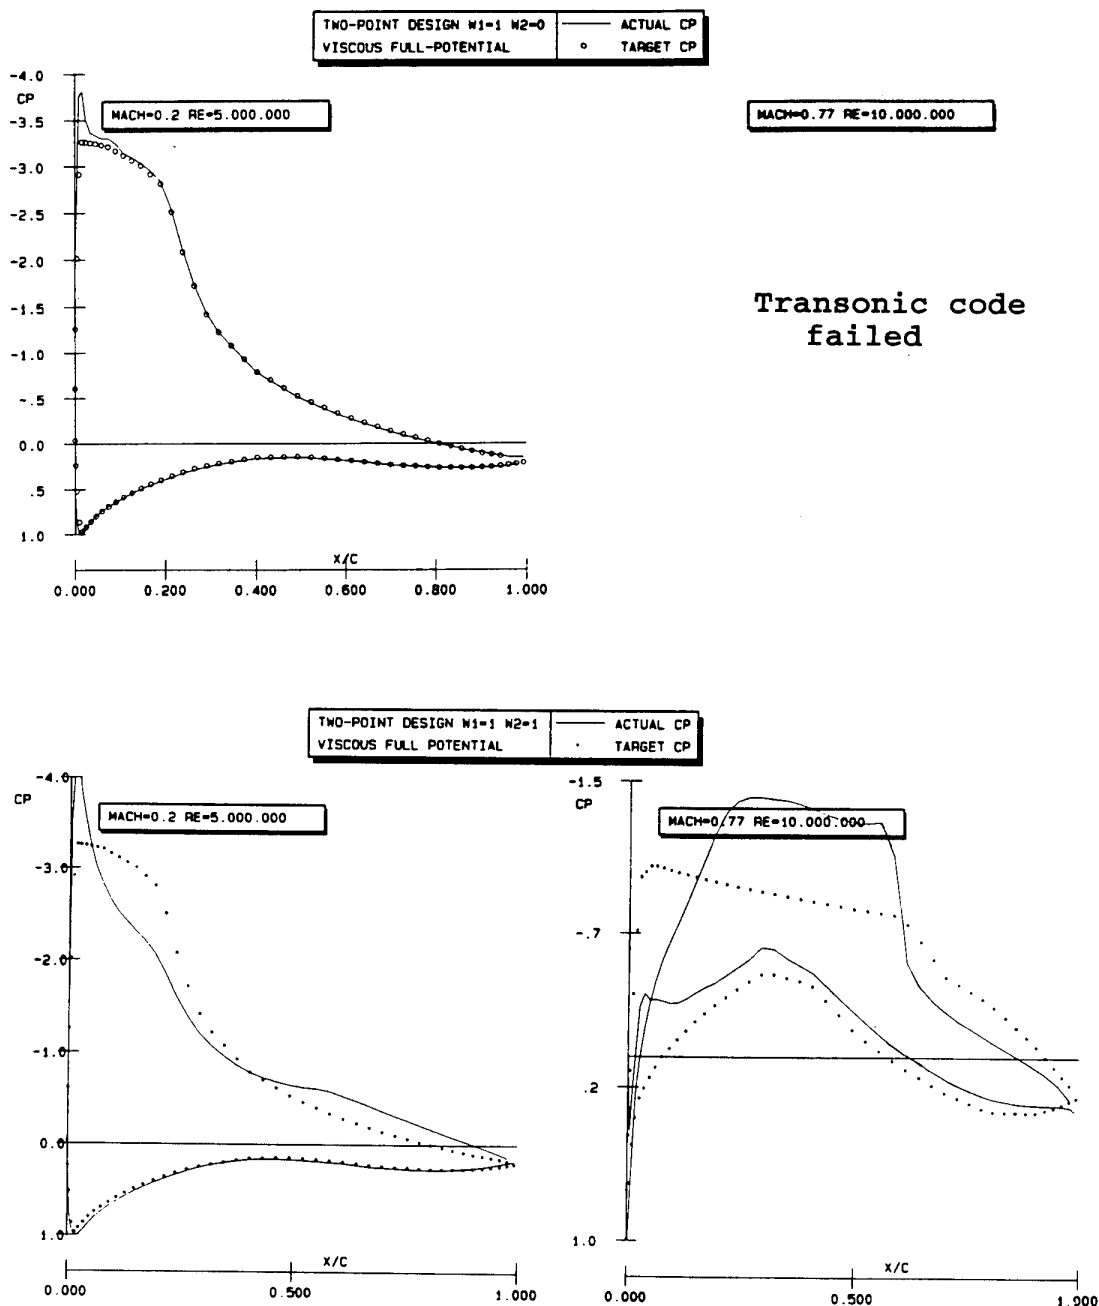 TWO-POINT DESIGN W1=1 W2=0
ACTUAL CP
VISCOUS FULL-POTENTIAL
TARGET CP
-4.0
CP
-3.5
-3.0
-2.5
-2.0
-1.5
-1.0
-.5
0.0
.5
1.0
MACH=0.2 RE=5.000.000
X/C
0.000 0.200 0.400 0.600 0.800 1.000
MACH=0.77 RE=10.000.000
Transonic code
failed
TWO-POINT DESIGN W1=1 W2=1
ACTUAL CP
VISCOUS FULL POTENTIAL
TARGET CP
-4.0
CP
-3.0
-2.0
-1.0
0.0
1.0
MACH=0.2 RE=5.000.000
X/C
0.000 0.500 1.000
-1.5
CP
-.7
.2
1.0
MACH=0.77 RE=10.000.000
X/C
0.000 0.500 1.000